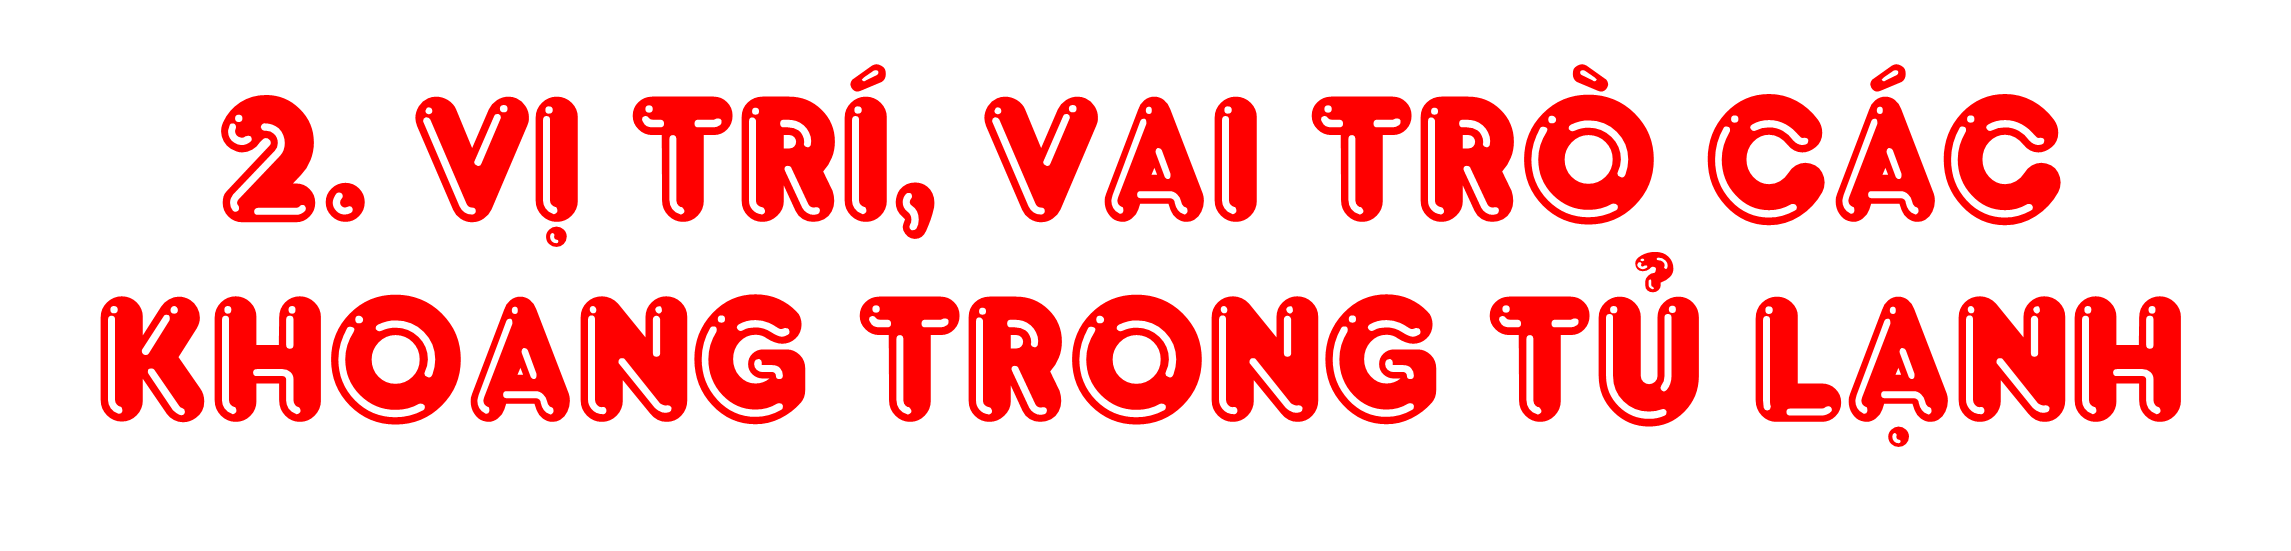 2. VỊ TRÍ, VAI TRÒ CÁC
KHOANG TRONG TỦ LẠNH